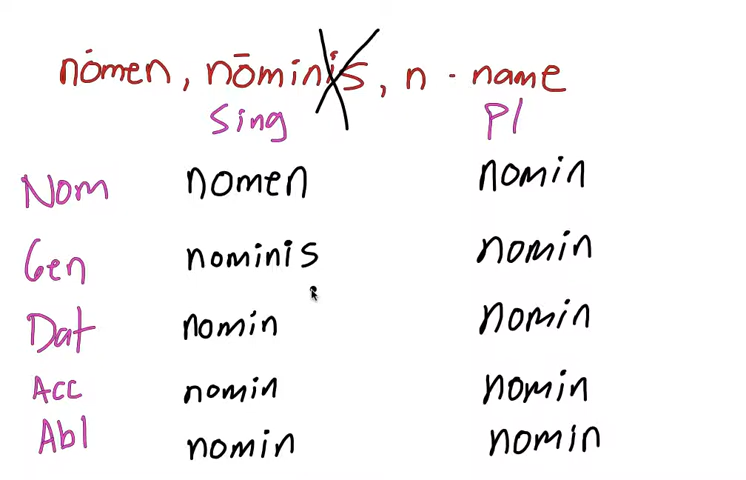 nōmen, nōminis, n - name
Sing Pl
Nom nomen nomin
Gen nominis nomin
Dat nomin nomin
Acc nomin nomin
Abl nomin nomin